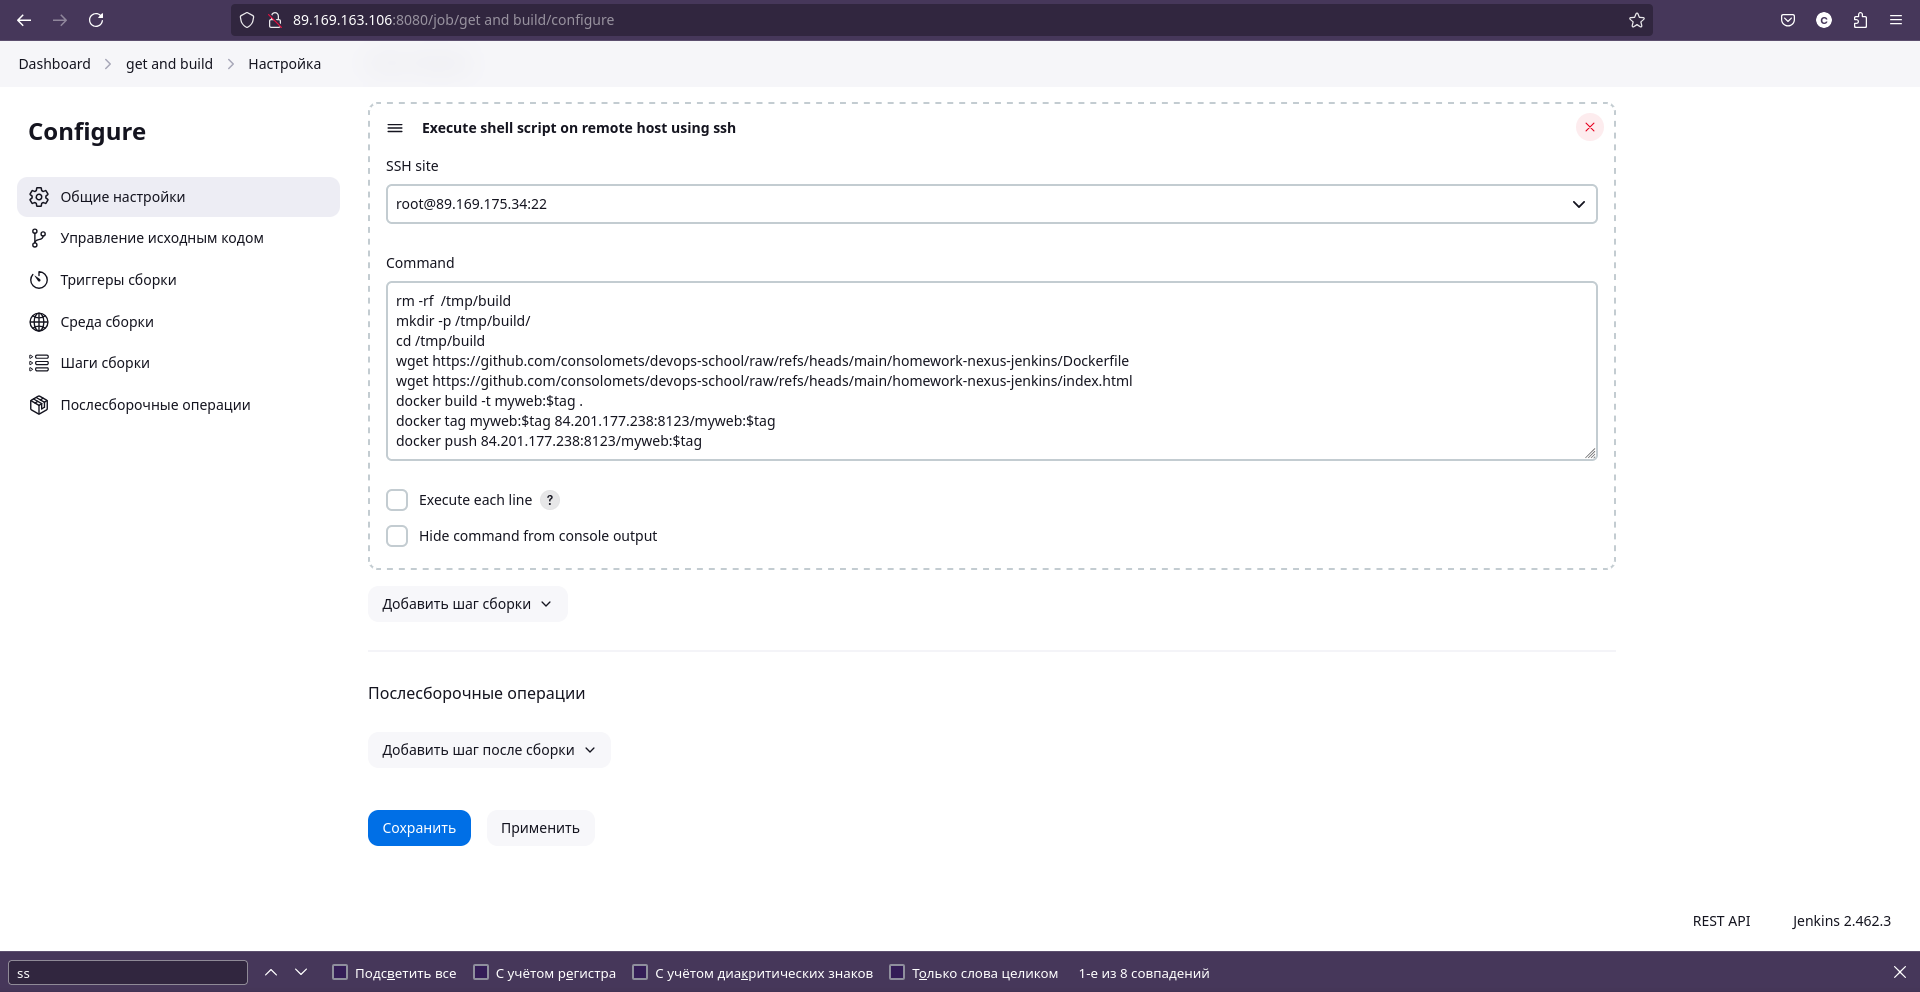 89.169.163.106:8080/job/get and build/configure
Dashboard
get and build
Настройка
Configure
Общие настройки
Управление исходным кодом
Триггеры сборки
Среда сборки
Шаги сборки
Послесборочные операции
Execute shell script on remote host using ssh
SSH site
root@89.169.175.34:22
Command
rm -rf  /tmp/build
mkdir -p /tmp/build/
cd /tmp/build
wget https://github.com/consolomets/devops-school/raw/refs/heads/main/homework-nexus-jenkins/Dockerfile
wget https://github.com/consolomets/devops-school/raw/refs/heads/main/homework-nexus-jenkins/index.html
docker build -t myweb:$tag .
docker tag myweb:$tag 84.201.177.238:8123/myweb:$tag
docker push 84.201.177.238:8123/myweb:$tag
Execute each line ?
Hide command from console output
Добавить шаг сборки
Послесборочные операции
Добавить шаг после сборки
Сохранить
Применить
REST API
Jenkins 2.462.3
ss
Подсветить все
С учётом регистра
С учётом диакритических знаков
Только слова целиком
1-е из 8 совпадений